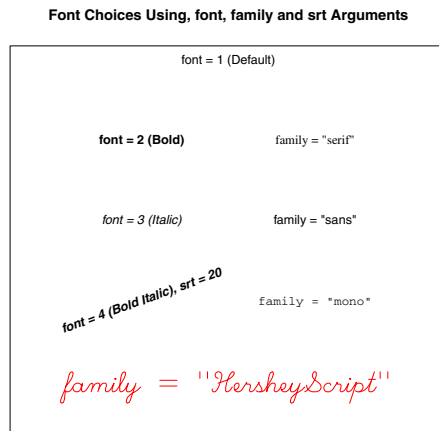 Font Choices Using, font, family and srt Arguments
font = 1 (Default)
font = 2 (Bold)
family = "serif"
font = 3 (Italic)
family = "sans"
font = 4 (Bold Italic), srt = 20
family = "mono"
family = "HersheyScript"